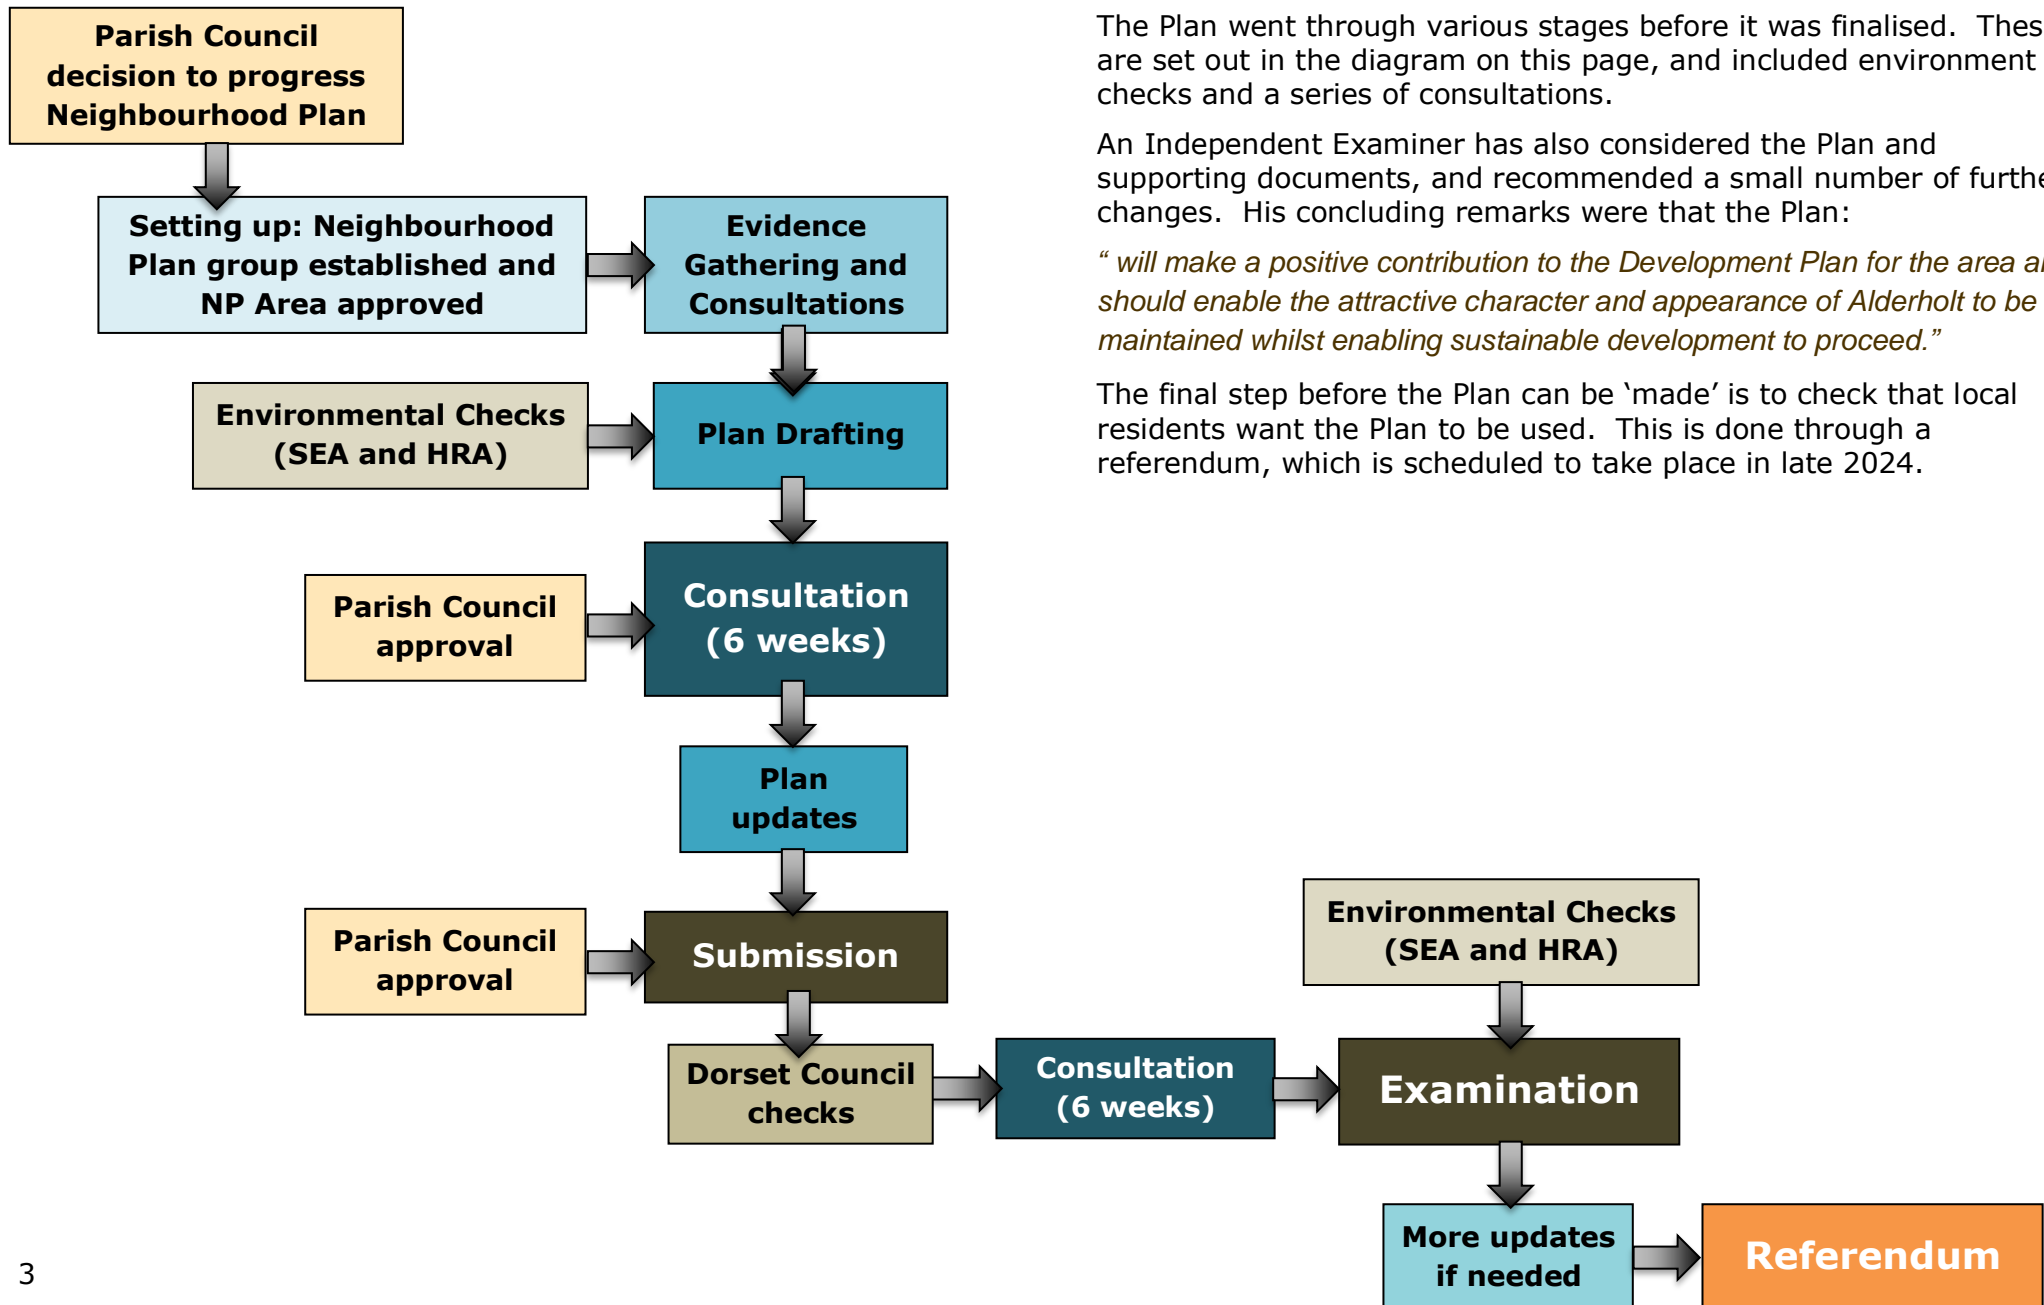 Parish Council
decision to progress
Neighbourhood Plan
Setting up: Neighbourhood
Plan group established and
NP Area approved
Evidence
Gathering and
Consultations
Environmental Checks
(SEA and HRA)
Plan Drafting
Parish Council
approval
Consultation
(6 weeks)
Plan
updates
Parish Council
approval
Submission
Dorset Council
checks
Consultation
(6 weeks)
Environmental Checks
(SEA and HRA)
Examination
More updates
if needed
Referendum
The Plan went through various stages before it was finalised.  Thes
are set out in the diagram on this page, and included environment
checks and a series of consultations.
An Independent Examiner has also considered the Plan and
supporting documents, and recommended a small number of furthe
changes.  His concluding remarks were that the Plan:
“ will make a positive contribution to the Development Plan for the area a
should enable the attractive character and appearance of Alderholt to be
maintained whilst enabling sustainable development to proceed.”
The final step before the Plan can be ‘made’ is to check that local
residents want the Plan to be used.  This is done through a
referendum, which is scheduled to take place in late 2024.
3